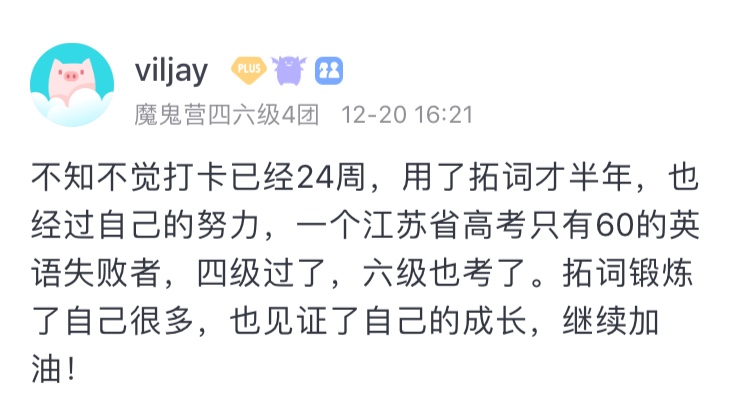 viljay
PLUS
魔鬼营四六级4团 12-20 16:21
不知不觉打卡已经24周，用了拓词才半年，也
经过自己的努力，一个江苏省高考只有60的英
语失败者，四级过了，六级也考了。拓词锻炼
了自己很多，也见证了自己的成长，继续加
油！